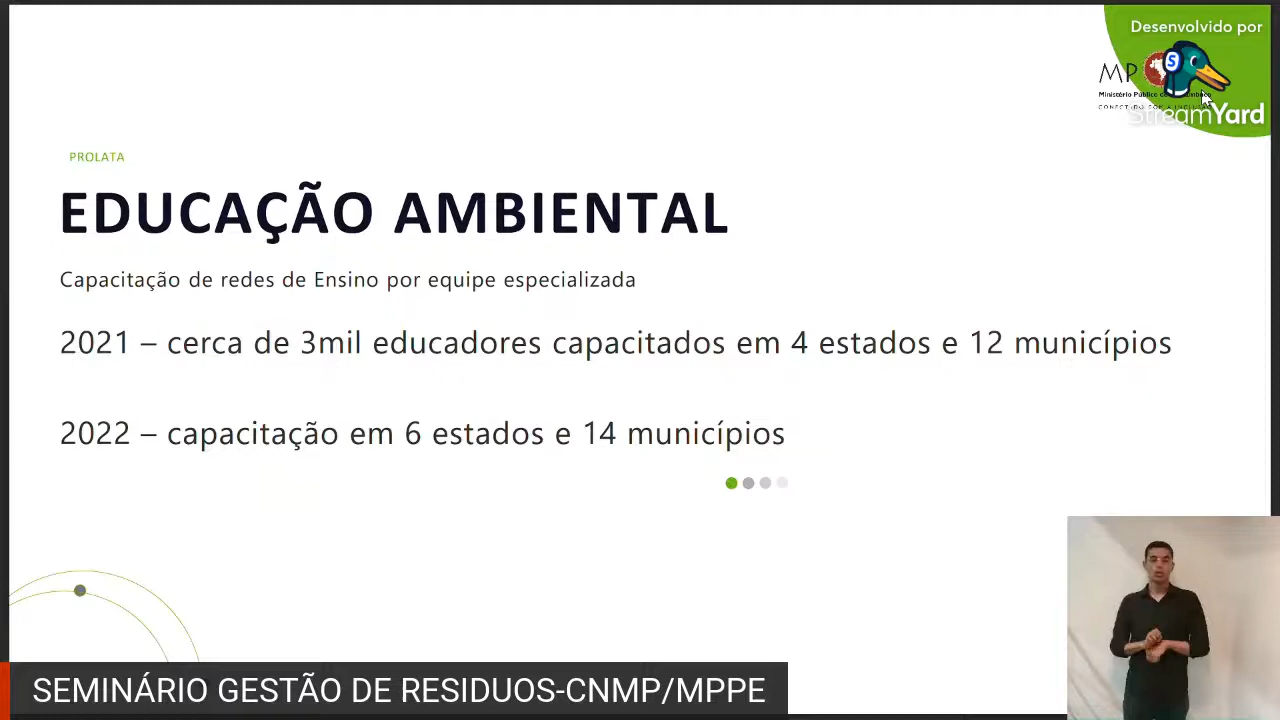 Desenvolvido por
MP
Ministério Público
StreamYard
PROLATA
EDUCAÇÃO AMBIENTAL
Capacitação de redes de Ensino por equipe especializada
2021 – cerca de 3mil educadores capacitados em 4 estados e 12 municípios
2022 – capacitação em 6 estados e 14 municípios
SEMINÁRIO GESTÃO DE RESIDUOS-CNMP/MPPE